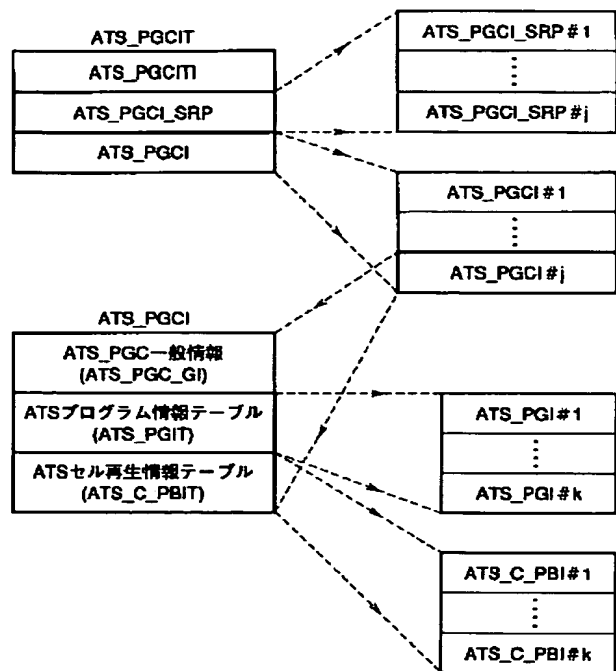 ATS_PGCIT
ATS_PGCITI
ATS_PGCI_SRP
ATS_PGCI
ATS_PGCI_SRP#1
ATS_PGCI_SRP#j
ATS_PGCI#1
ATS_PGCI#j
ATS_PGCI
ATS_PGC一般情報
(ATS_PGC_GI)
ATSプログラム情報テーブル
(ATS_PGIT)
ATSセル再生情報テーブル
(ATS_C_PBIT)
ATS_PGI#1
ATS_PGI#k
ATS_C_PBI#1
ATS_C_PBI#k